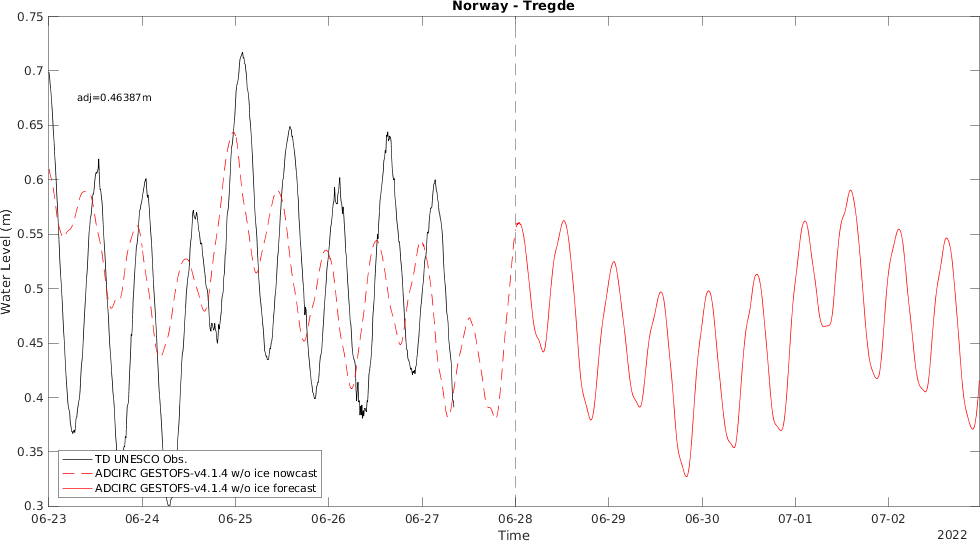 Norway - Tregde
0.75
0.7
0.65
0.6
0.55
0.5
0.45
0.4
0.35
0.3
Water Level (m)
adj=0.46387m
TD UNESCO Obs.
ADCIRC GESTOFS-v4.1.4 w/o ice nowcast
ADCIRC GESTOFS-v4.1.4 w/o ice forecast
06-23 06-24 06-25 06-26 06-27 06-28 06-29 06-30 07-01 07-02
Time
2022